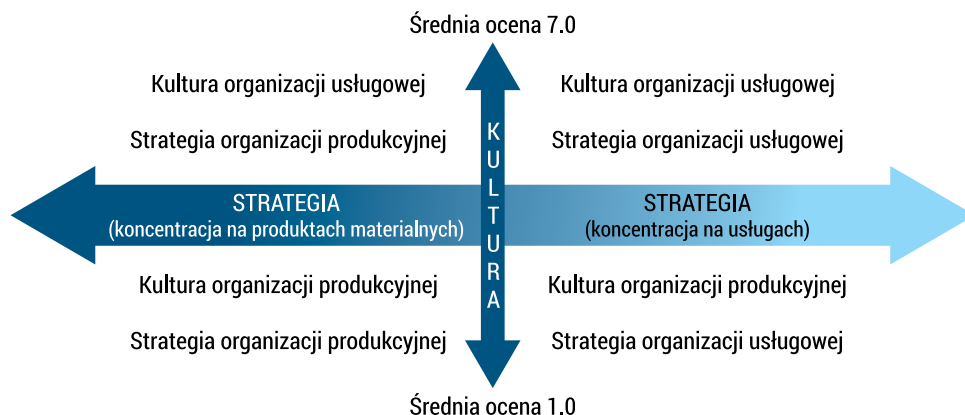 Średnia ocena 7.0
Kultura organizacji usługowej
Kultura organizacji usługowej
Strategia organizacji produkcyjnej
Strategia organizacji usługowej
KULTURA
STRATEGIA
(koncentracja na produktach materialnych)
STRATEGIA
(koncentracja na usługach)
Kultura organizacji produkcyjnej
Kultura organizacji produkcyjnej
Strategia organizacji produkcyjnej
Strategia organizacji usługowej
Średnia ocena 1.0